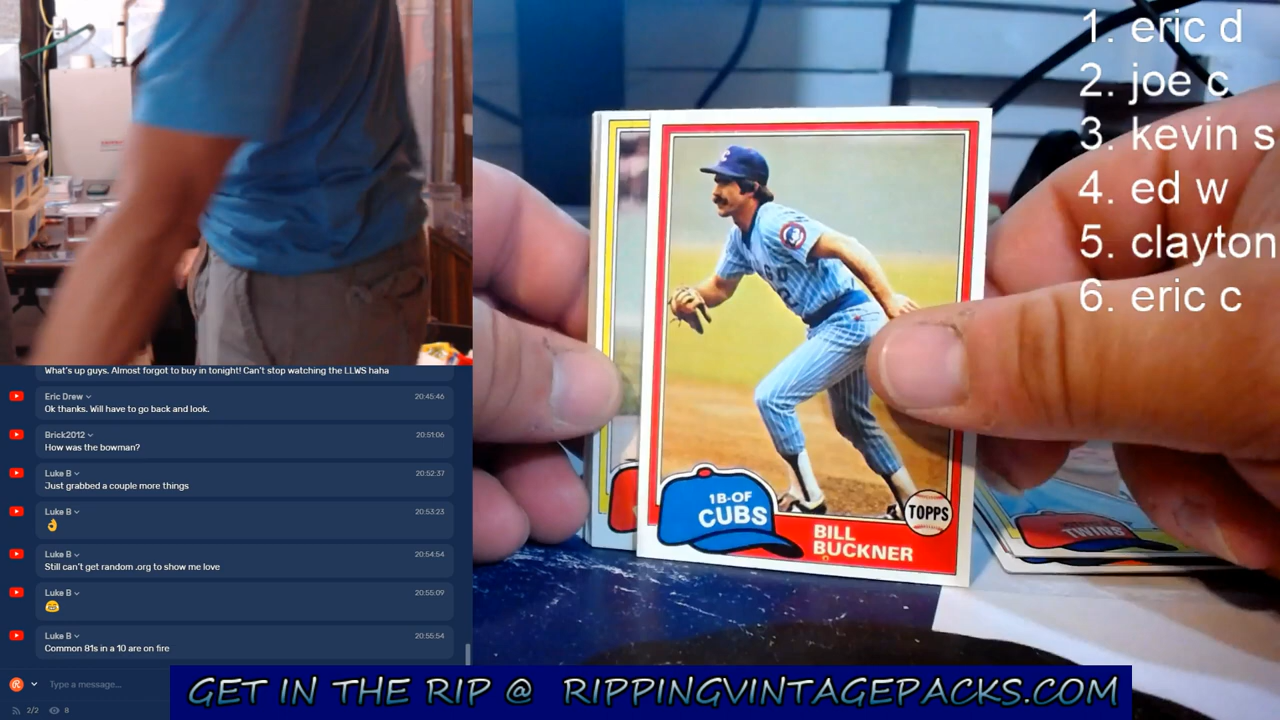 1. eric d
2. joe c
3. kevin s
4. ed w
5. clayton
6. eric c
C
2
1B-OF
CUBS
BILL
BUCKNER
TOPPS
TWINS
What's up guys. Almost forgot to buy in tonight! Can't stop watching the LLWS haha
Eric Drew 20:45:46
Ok thanks. Will have to go back and look.
Brick2012 20:51:06
How was the bowman?
Luke B 20:52:37
Just grabbed a couple more things
Luke B 20:53:23
👌
Luke B 20:54:54
Still can't get random .org to show me love
Luke B 20:55:09
😂
Luke B 20:55:54
Common 81s in a 10 are on fire
Type a message...
2/2 8
GET IN THE RIP @ RIPPINGVINTAGEPACKS.COM